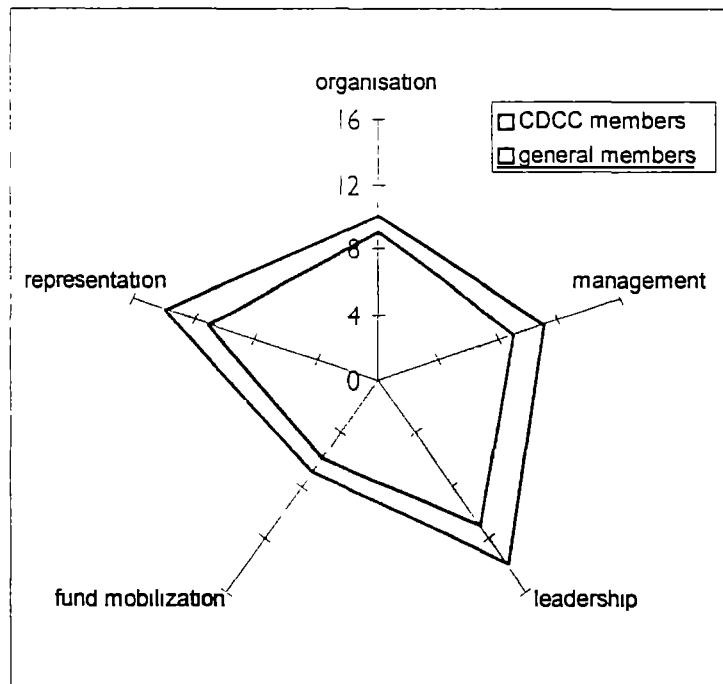 organisation
16
CDCC members
general members
12
8
representation
management
4
0
fund mobilization
leadership